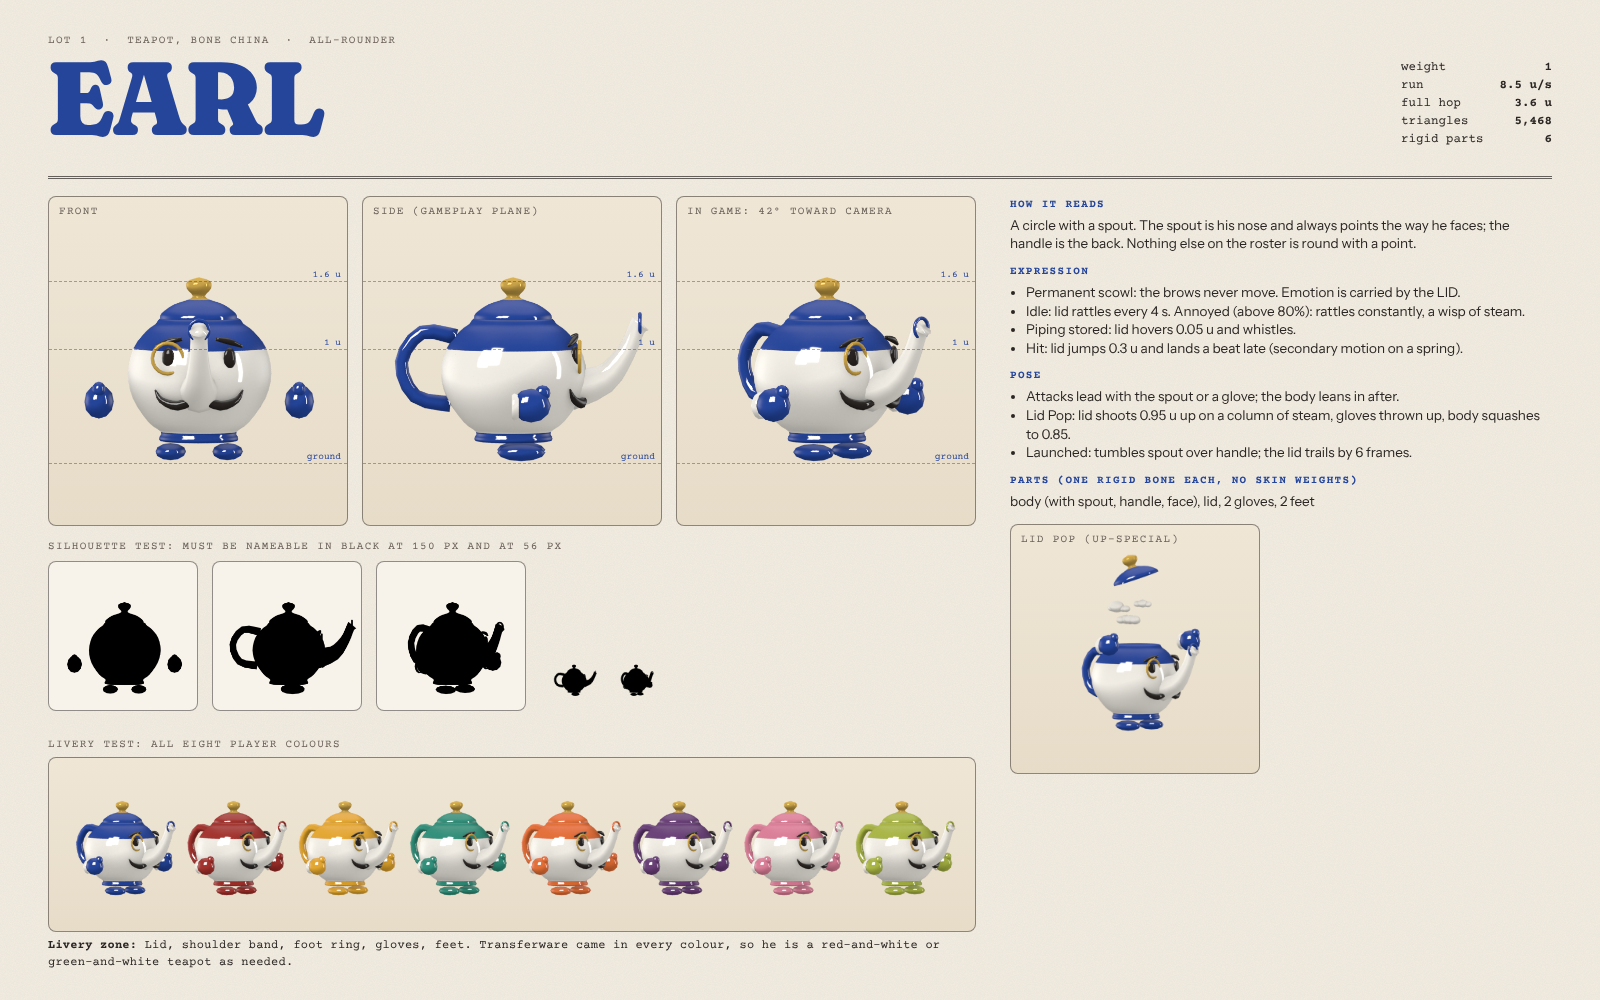 LOT 1 · TEAPOT, BONE CHINA · ALL-ROUNDER
EARL
weight 1
run 8.5 u/s
full hop 3.6 u
triangles 5,468
rigid parts 6
FRONT
1.6 u
1 u
ground
SIDE (GAMEPLAY PLANE)
1.6 u
1 u
ground
IN GAME: 42° TOWARD CAMERA
1.6 u
1 u
ground
SILHOUETTE TEST: MUST BE NAMEABLE IN BLACK AT 150 PX AND AT 56 PX
LIVERY TEST: ALL EIGHT PLAYER COLOURS
Livery zone: Lid, shoulder band, foot ring, gloves, feet. Transferware came in every colour, so he is a red-and-white or
green-and-white teapot as needed.
HOW IT READS
A circle with a spout. The spout is his nose and always points the way he faces; the
handle is the back. Nothing else on the roster is round with a point.
EXPRESSION
• Permanent scowl: the brows never move. Emotion is carried by the LID.
• Idle: lid rattles every 4 s. Annoyed (above 80%): rattles constantly, a wisp of steam.
• Piping stored: lid hovers 0.05 u and whistles.
• Hit: lid jumps 0.3 u and lands a beat late (secondary motion on a spring).
POSE
• Attacks lead with the spout or a glove; the body leans in after.
• Lid Pop: lid shoots 0.95 u up on a column of steam, gloves thrown up, body squashes
to 0.85.
• Launched: tumbles spout over handle; the lid trails by 6 frames.
PARTS (ONE RIGID BONE EACH, NO SKIN WEIGHTS)
body (with spout, handle, face), lid, 2 gloves, 2 feet
LID POP (UP-SPECIAL)